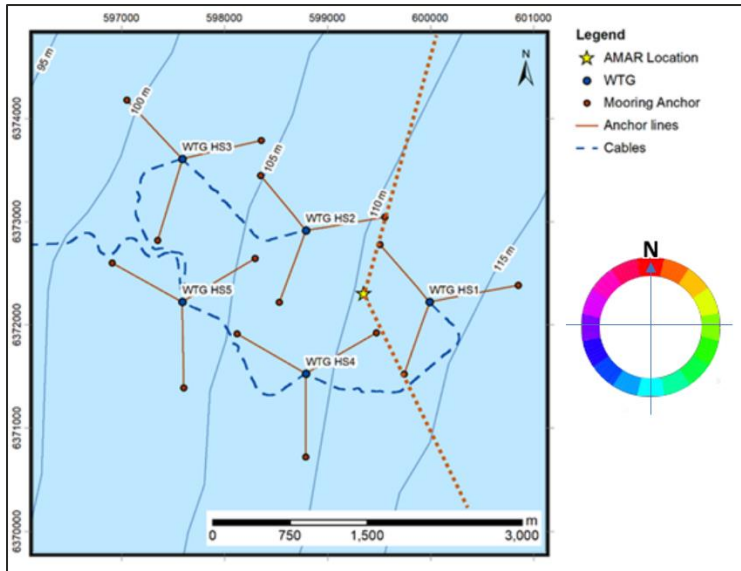 597000 598000 599000 600000 601000
95 m
100 m
105 m
110 m
115 m
N
WTG HS3
WTG HS2
WTG HS1
WTG HS5
WTG HS4
6374000
6373000
6372000
6371000
6370000
m
0 750 1,500 3,000
Legend
AMAR Location
WTG
Mooring Anchor
Anchor lines
Cables
N